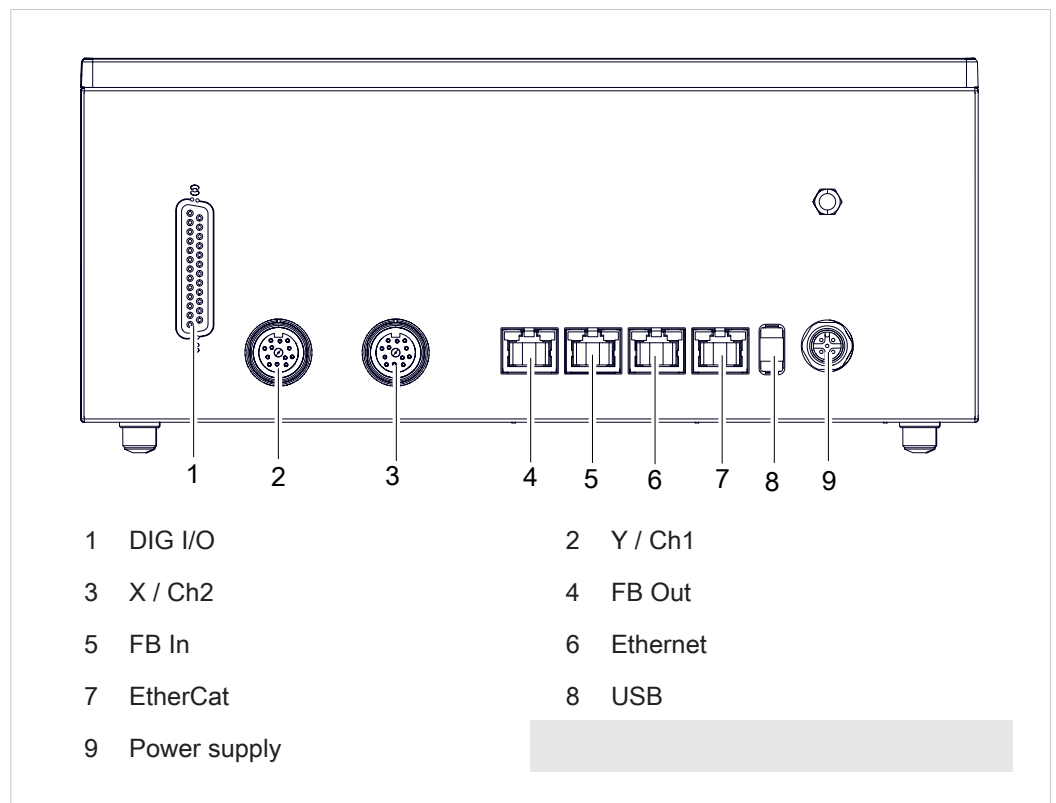 1 2 3 4 5 6 7 8 9
1 DIG I/O 2 Y / Ch1
3 X / Ch2 4 FB Out
5 FB In 6 Ethernet
7 EtherCat 8 USB
9 Power supply